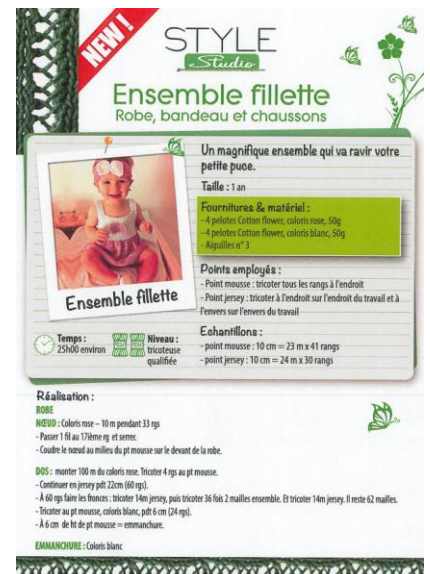 NEW !
STYLE
Studio
Ensemble fillette
Robe, bandeau et chaussons
Un magnifique ensemble qui va ravir votre
petite puce.
Taille : 1 an
Fournitures & matériel :
- 4 pelotes Cotton flower, coloris rose, 50g
- 4 pelotes Cotton flower, coloris blanc, 50g
- Aiguilles n° 3
Points employés :
- Point mousse : tricoter tous les rangs à l'endroit
- Point jersey : tricoter à l'endroit sur l'endroit du travail et à
l'envers sur l'envers du travail
Ensemble fillette
Echantillons :
- point mousse : 10 cm = 23 m x 41 rangs
- point jersey : 10 cm = 24 m x 30 rangs
Temps :
25h00 environ
Niveau :
tricoteuse
qualifiée
Réalisation :
ROBE
NŒUD : Coloris rose – 10 m pendant 33 rgs
- Passer 1 fil au 17ième rg et serrer.
- Coudre le nœud au milieu du pt mousse sur le devant de la robe.
DOS : monter 100 m du coloris rose. Tricoter 4 rgs au pt mousse.
- Continuer en jersey pdt 22cm (60 rgs).
- À 60 rgs faire les fronces : tricoter 14m jersey, puis tricoter 36 fois 2 mailles ensemble. Et tricoter 14m jersey. Il reste 62 mailles.
- Tricoter au pt mousse, coloris blanc, pdt 6 cm (24 rgs).
- À 6 cm de ht de pt mousse = emmanchure.
EMMANCHURE : Coloris blanc